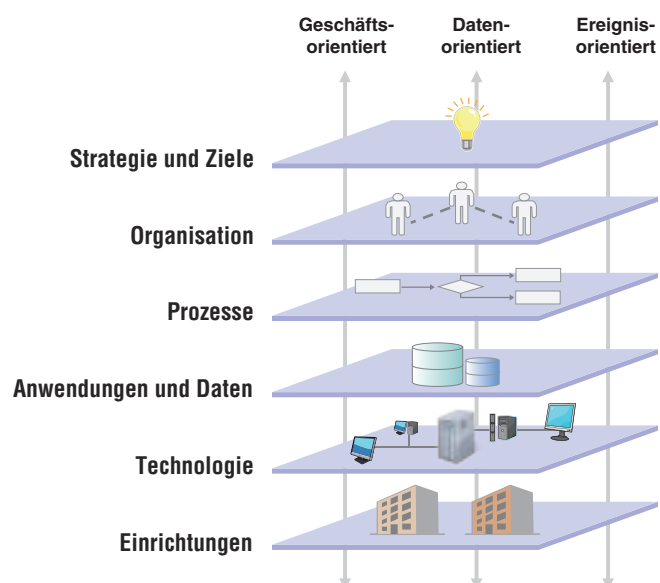 Geschäfts-
orientiert
Daten-
orientiert
Ereignis-
orientiert
Strategie und Ziele
Organisation
Prozesse
Anwendungen und Daten
Technologie
Einrichtungen